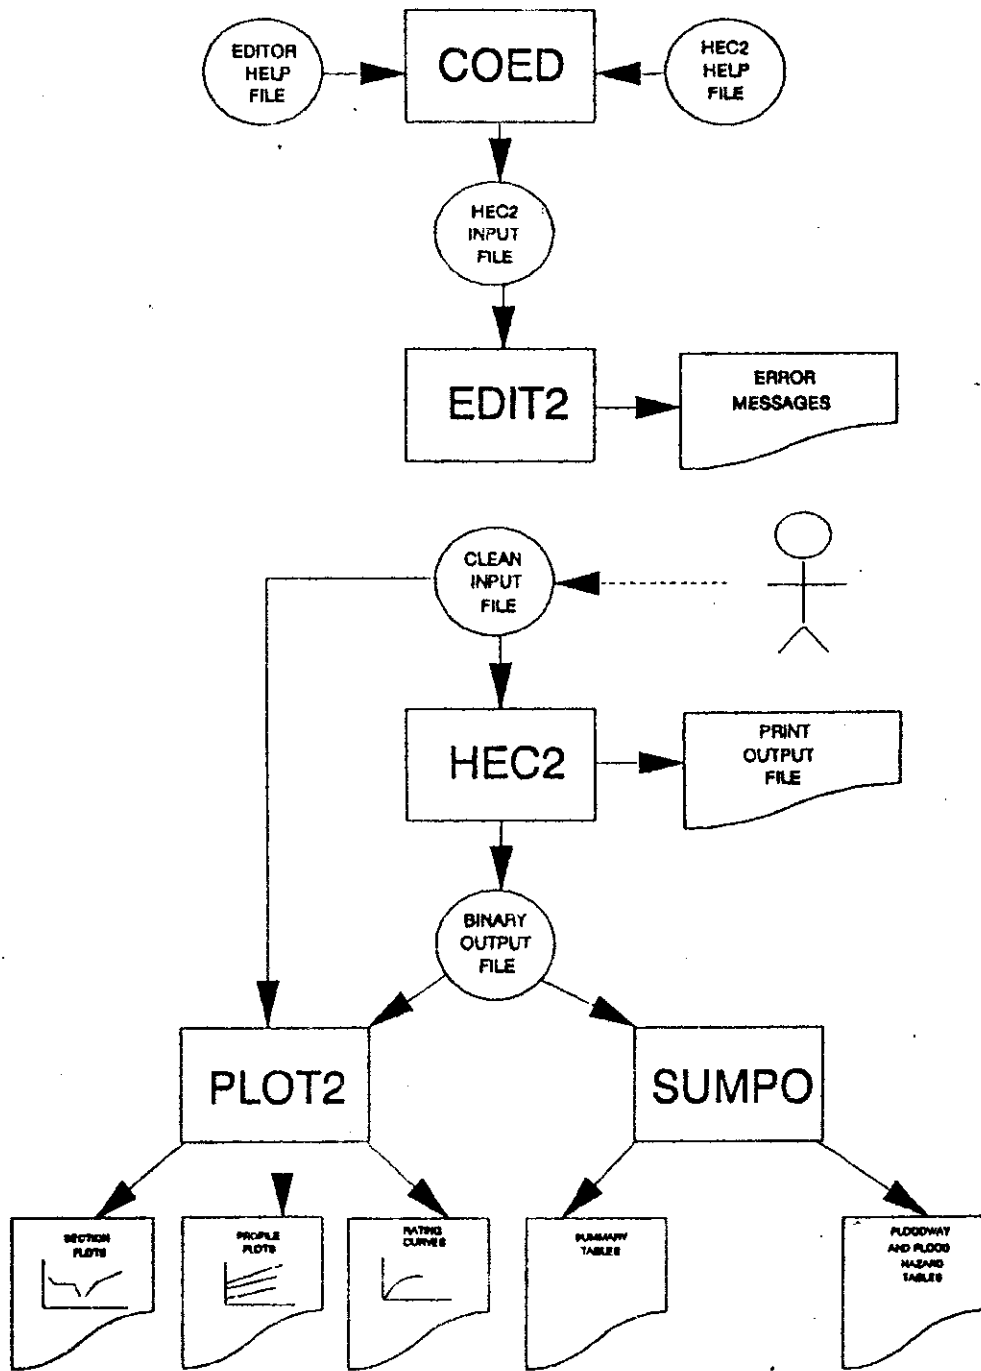 EDITOR
HELP
FILE
COED
HEC2
HELP
FILE
HEC2
INPUT
FILE
EDIT2
ERROR
MESSAGES
CLEAN
INPUT
FILE
HEC2
PRINT
OUTPUT
FILE
BINARY
OUTPUT
FILE
PLOT2
SUMPO
SECTION
PLOTS
PROFILE
PLOTS
RATING
CURVES
SUMMARY
TABLES
FLOODWAY
AND FLOOD
HAZARD
TABLES